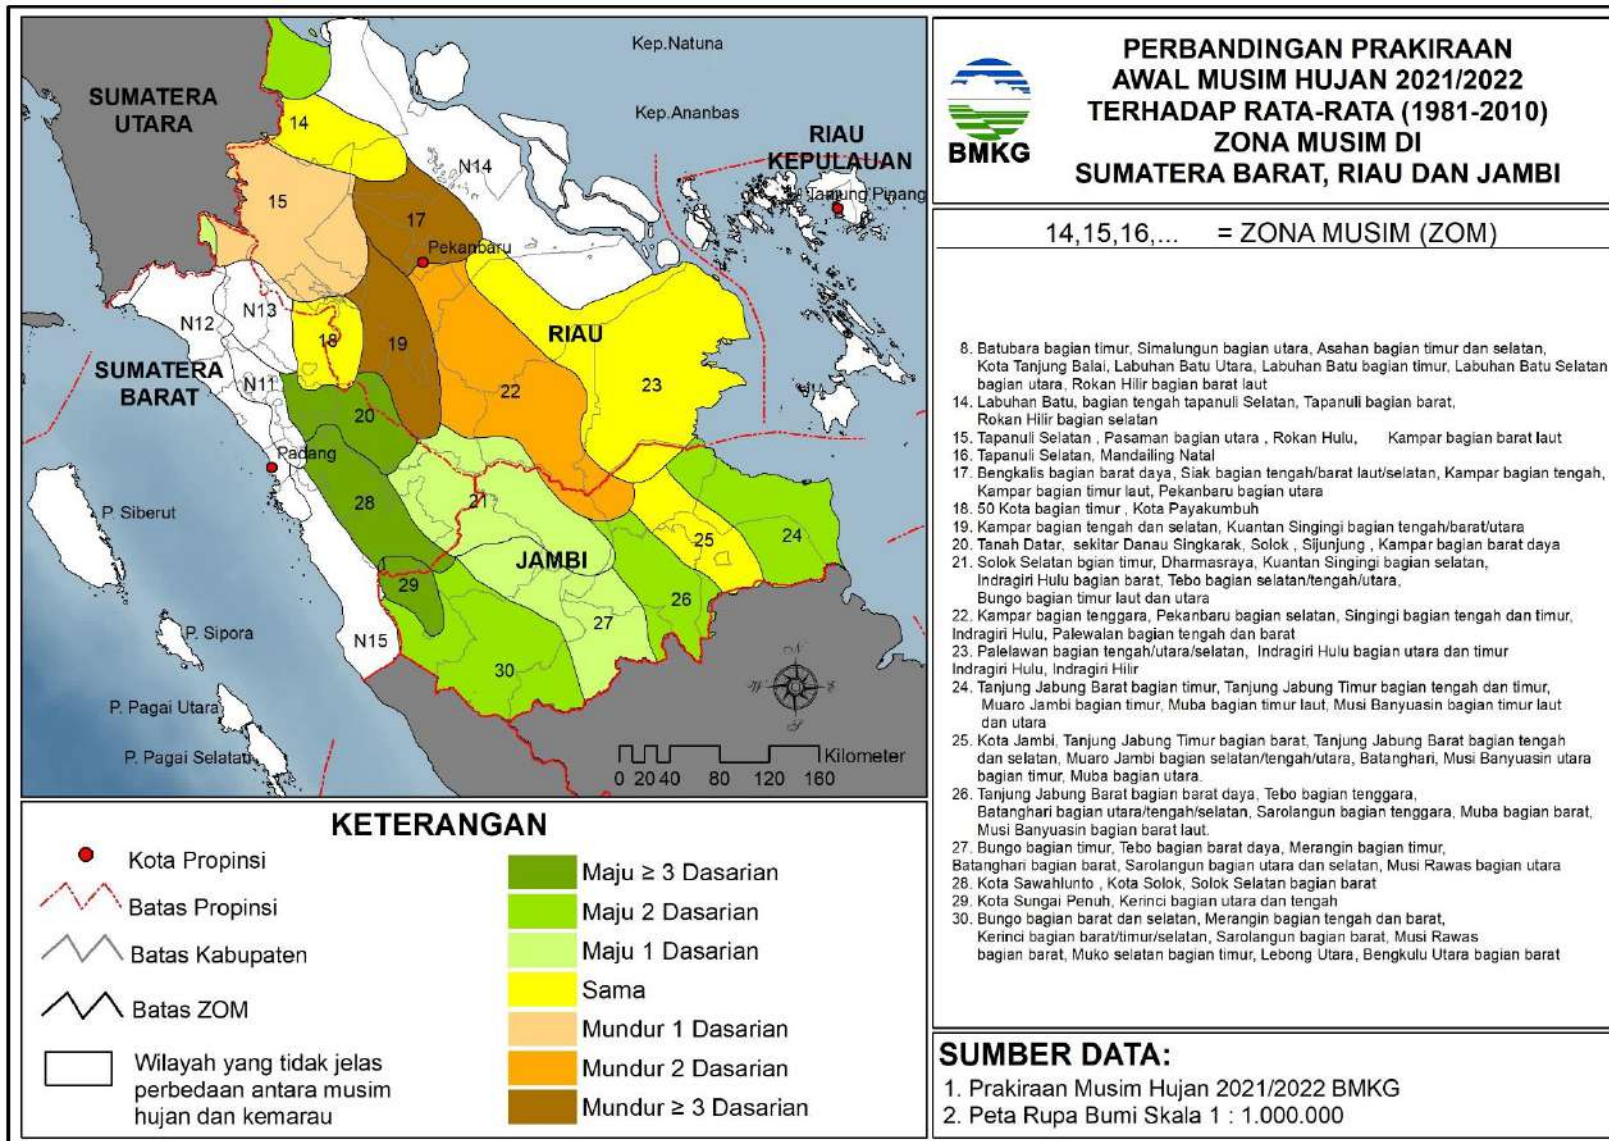 SUMATERA
UTARA
Kep.Natuna
Kep.Ananbas
RIAU
KEPULAUAN
Tanjung Pinang
14
N14
15
17
Pekanbaru
N13
N12
18
19
RIAU
SUMATERA
BARAT
N11
22
23
20
Padang
P. Siberut
28
21
25
24
JAMBI
29
26
27
P. Sipora
N15
30
P. Pagai Utara
P. Pagai Selatan
Kilometer
0 20 40 80 120 160
KETERANGAN
Kota Propinsi
Batas Propinsi
Batas Kabupaten
Batas ZOM
Wilayah yang tidak jelas
perbedaan antara musim
hujan dan kemarau
Maju ≥ 3 Dasarian
Maju 2 Dasarian
Maju 1 Dasarian
Sama
Mundur 1 Dasarian
Mundur 2 Dasarian
Mundur ≥ 3 Dasarian
BMKG
PERBANDINGAN PRAKIRAAN
AWAL MUSIM HUJAN 2021/2022
TERHADAP RATA-RATA (1981-2010)
ZONA MUSIM DI
SUMATERA BARAT, RIAU DAN JAMBI
14,15,16,... = ZONA MUSIM (ZOM)
8. Batubara bagian timur, Simalungun bagian utara, Asahan bagian timur dan selatan,
Kota Tanjung Balai, Labuhan Batu Utara, Labuhan Batu bagian timur, Labuhan Batu Selatan
bagian utara, Rokan Hilir bagian barat laut
14. Labuhan Batu, bagian tengah tapanuli Selatan, Tapanuli bagian barat,
Rokan Hilir bagian selatan
15. Tapanuli Selatan , Pasaman bagian utara , Rokan Hulu, Kampar bagian barat laut
16. Tapanuli Selatan, Mandailing Natal
17. Bengkalis bagian barat daya, Siak bagian tengah/barat laut/selatan, Kampar bagian tengah,
Kampar bagian timur laut, Pekanbaru bagian utara
18. 50 Kota bagian timur , Kota Payakumbuh
19. Kampar bagian tengah dan selatan, Kuantan Singingi bagian tengah/barat/utara
20. Tanah Datar, sekitar Danau Singkarak, Solok , Sijunjung , Kampar bagian barat daya
21. Solok Selatan bgian timur, Dharmasraya, Kuantan Singingi bagian selatan,
Indragiri Hulu bagian barat, Tebo bagian selatan/tengah/utara,
Bungo bagian timur laut dan utara
22. Kampar bagian tenggara, Pekanbaru bagian selatan, Singingi bagian tengah dan timur,
Indragiri Hulu, Palewalan bagian tengah dan barat
23. Palelawan bagian tengah/utara/selatan, Indragiri Hulu bagian utara dan timur
Indragiri Hulu, Indragiri Hilir
24. Tanjung Jabung Barat bagian timur, Tanjung Jabung Timur bagian tengah dan timur,
Muaro Jambi bagian timur, Muba bagian timur laut, Musi Banyuasin bagian timur laut
dan utara
25. Kota Jambi, Tanjung Jabung Timur bagian barat, Tanjung Jabung Barat bagian tengah
dan selatan, Muaro Jambi bagian selatan/tengah/utara, Batanghari, Musi Banyuasin utara
bagian timur, Muba bagian utara.
26. Tanjung Jabung Barat bagian barat daya, Tebo bagian tenggara,
Batanghari bagian utara/tengah/selatan, Sarolangun bagian tenggara, Muba bagian barat,
Musi Banyuasin bagian barat laut.
27. Bungo bagian timur, Tebo bagian barat daya, Merangin bagian timur,
Batanghari bagian barat, Sarolangun bagian utara dan selatan, Musi Rawas bagian utara
28. Kota Sawahlunto , Kota Solok, Solok Selatan bagian barat
29. Kota Sungai Penuh, Kerinci bagian utara dan tengah
30. Bungo bagian barat dan selatan, Merangin bagian tengah dan barat,
Kerinci bagian barat/timur/selatan, Sarolangun bagian barat, Musi Rawas
bagian barat, Muko selatan bagian timur, Lebong Utara, Bengkulu Utara bagian barat
SUMBER DATA:
1. Prakiraan Musim Hujan 2021/2022 BMKG
2. Peta Rupa Bumi Skala 1 : 1.000.000